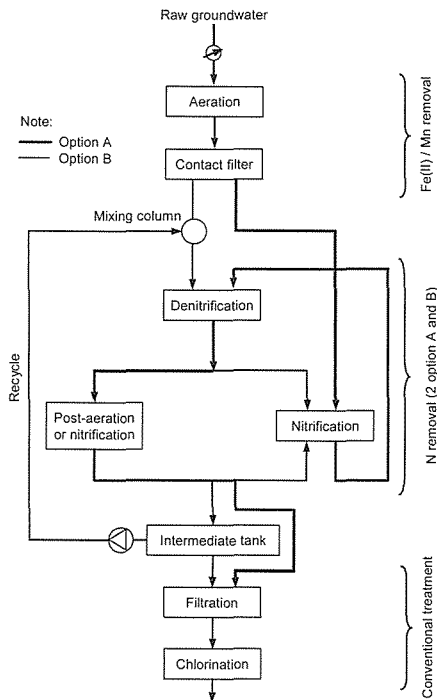 Raw groundwater
Aeration
Note:
Option A
Option B
Contact filter
Fe(II) / Mn removal
Mixing column
Denitrification
Recycle
Post-aeration
or nitrification
Nitrification
N removal (2 option A and B)
Intermediate tank
Filtration
Chlorination
Conventional treatment